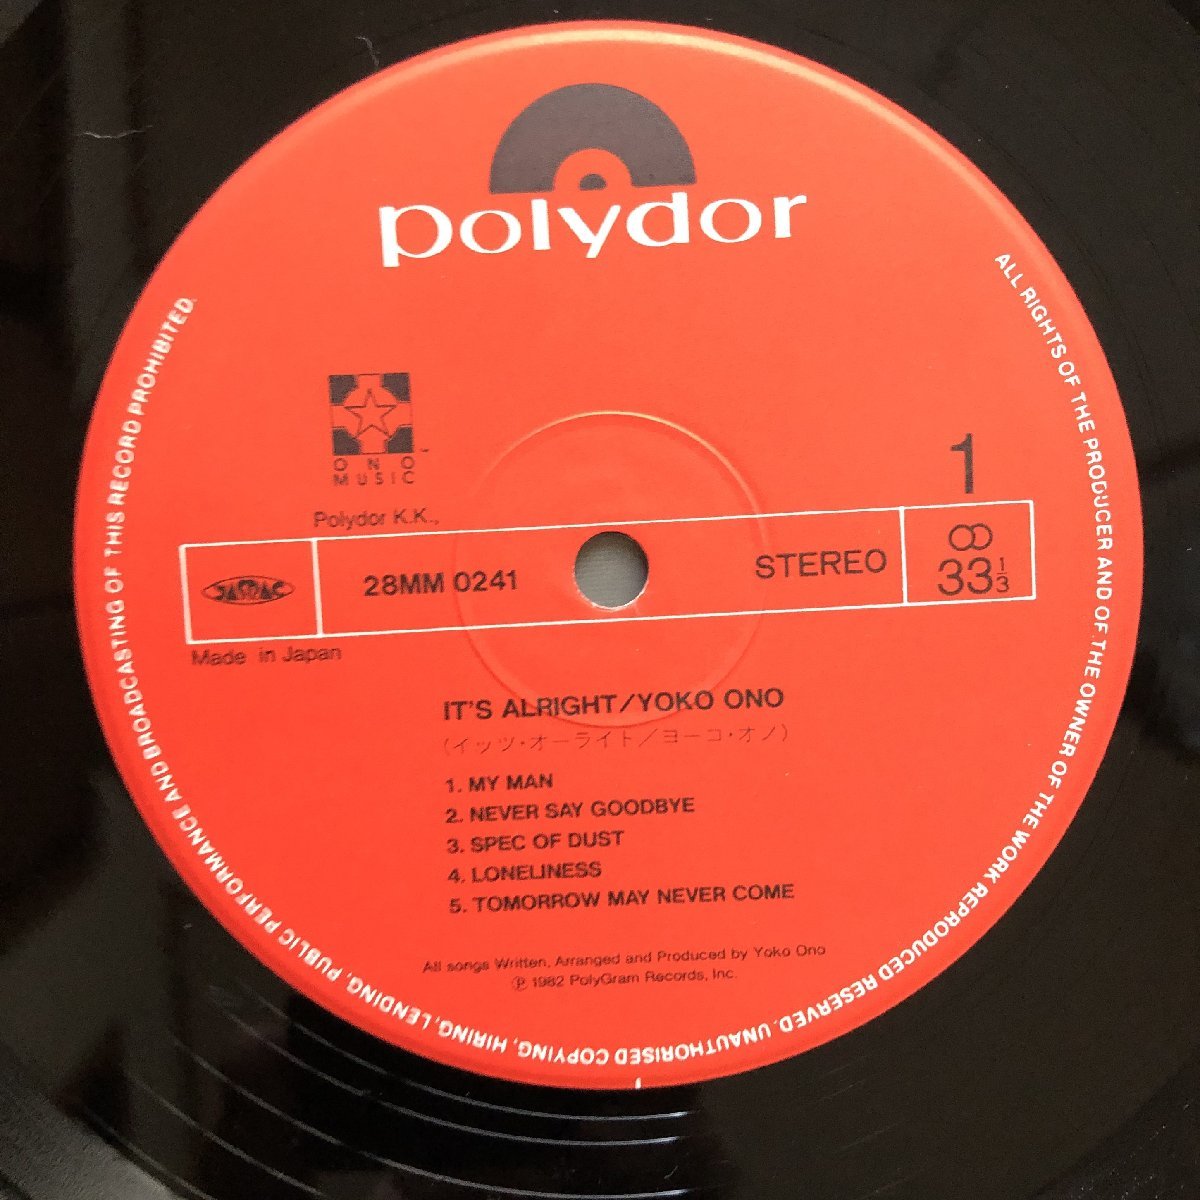 polydor
ONO
MUSIC
1
Polydor K.K.,
JASRAC
28MM 0241
STEREO
33 1/3
Made in Japan
IT'S ALRIGHT/YOKO ONO
(イッツ・オーライト/ヨーコ・オノ)
1. MY MAN
2. NEVER SAY GOODBYE
3. SPEC OF DUST
4. LONELINESS
5. TOMORROW MAY NEVER COME
All songs Written, Arranged and Produced by Yoko Ono
℗ 1982 PolyGram Records, Inc.
ALL RIGHTS OF THE PRODUCER AND OF THE OWNER OF THE WORK REPRODUCED RESERVED. UNAUTHORISED COPYING, HIRING, LENDING, PUBLIC PERFORMANCE AND BROADCASTING OF THIS RECORD PROHIBITED.